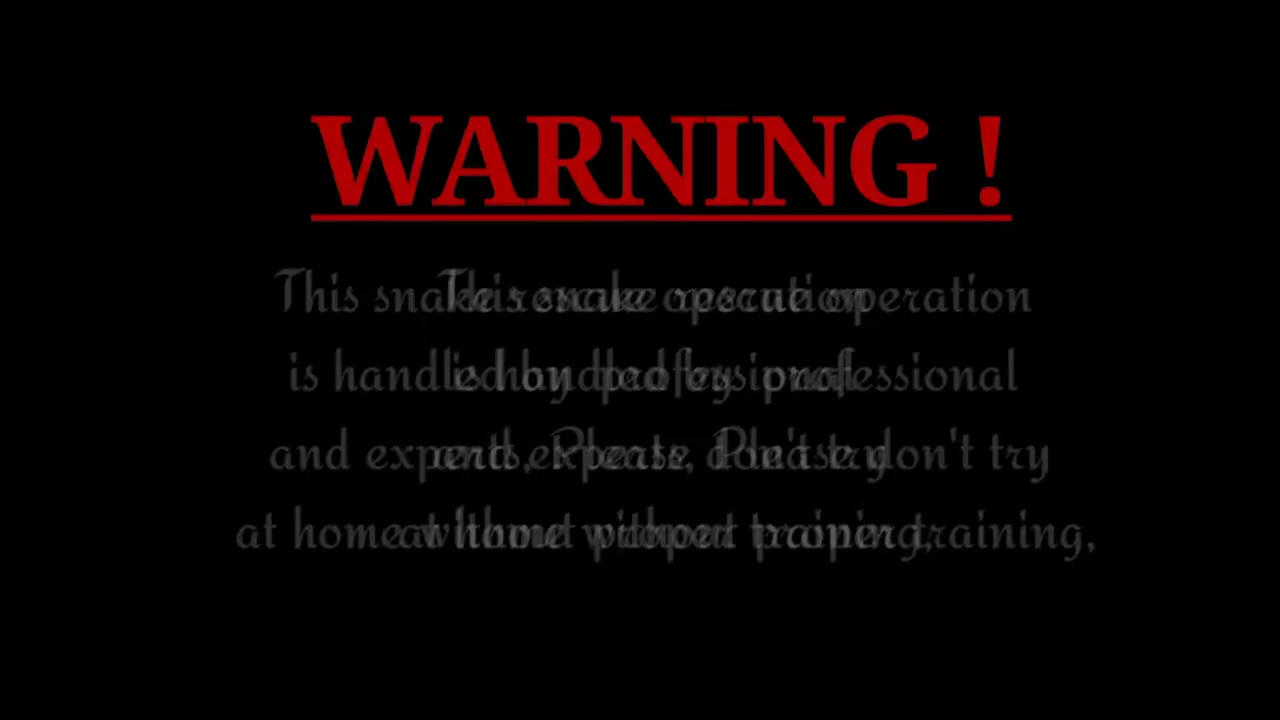 WARNING !
This snake rescue operation
is handled by professional
and experts, Please don't try
at home without proper training,